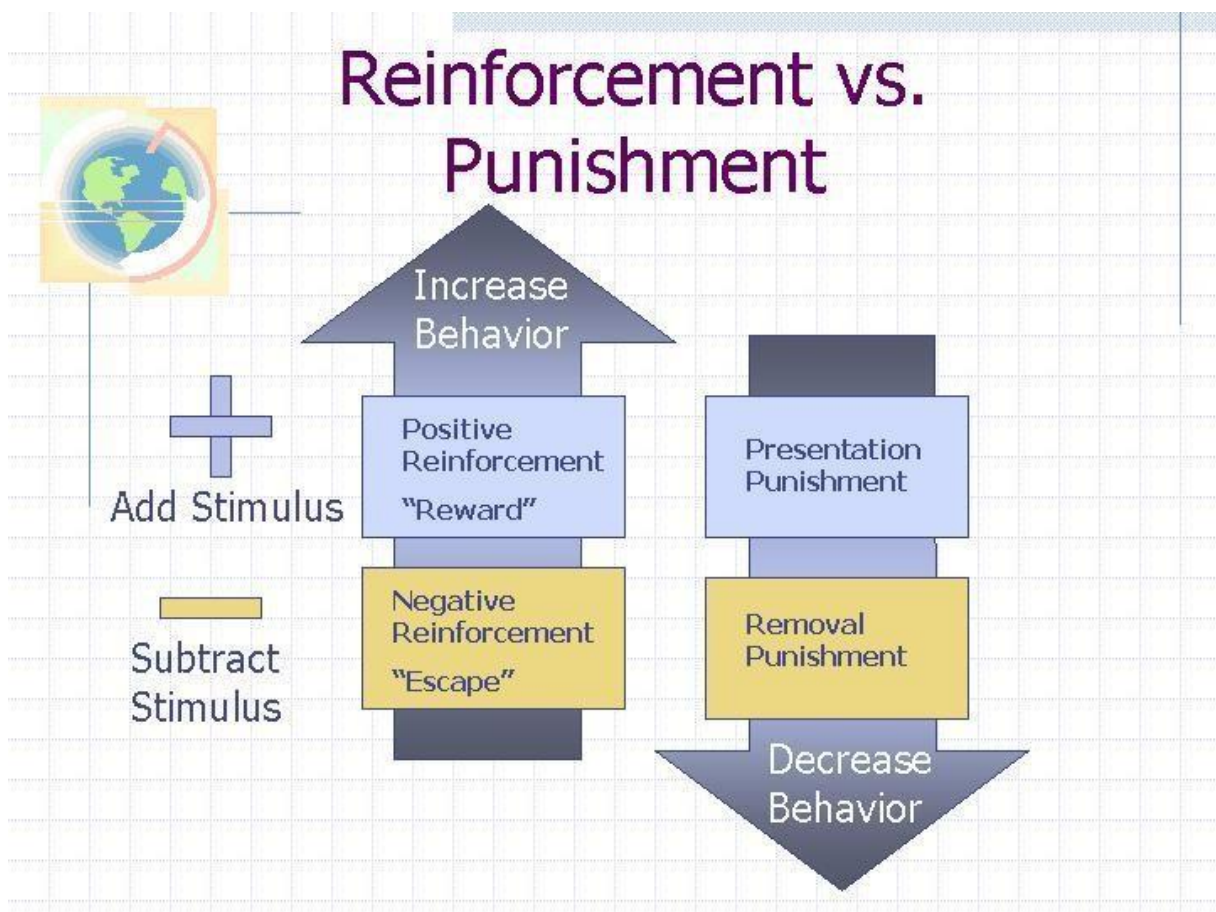 Reinforcement vs.
Punishment
Increase
Behavior
Add Stimulus
Positive
Reinforcement
“Reward”
Presentation
Punishment
Subtract
Stimulus
Negative
Reinforcement
“Escape”
Removal
Punishment
Decrease
Behavior